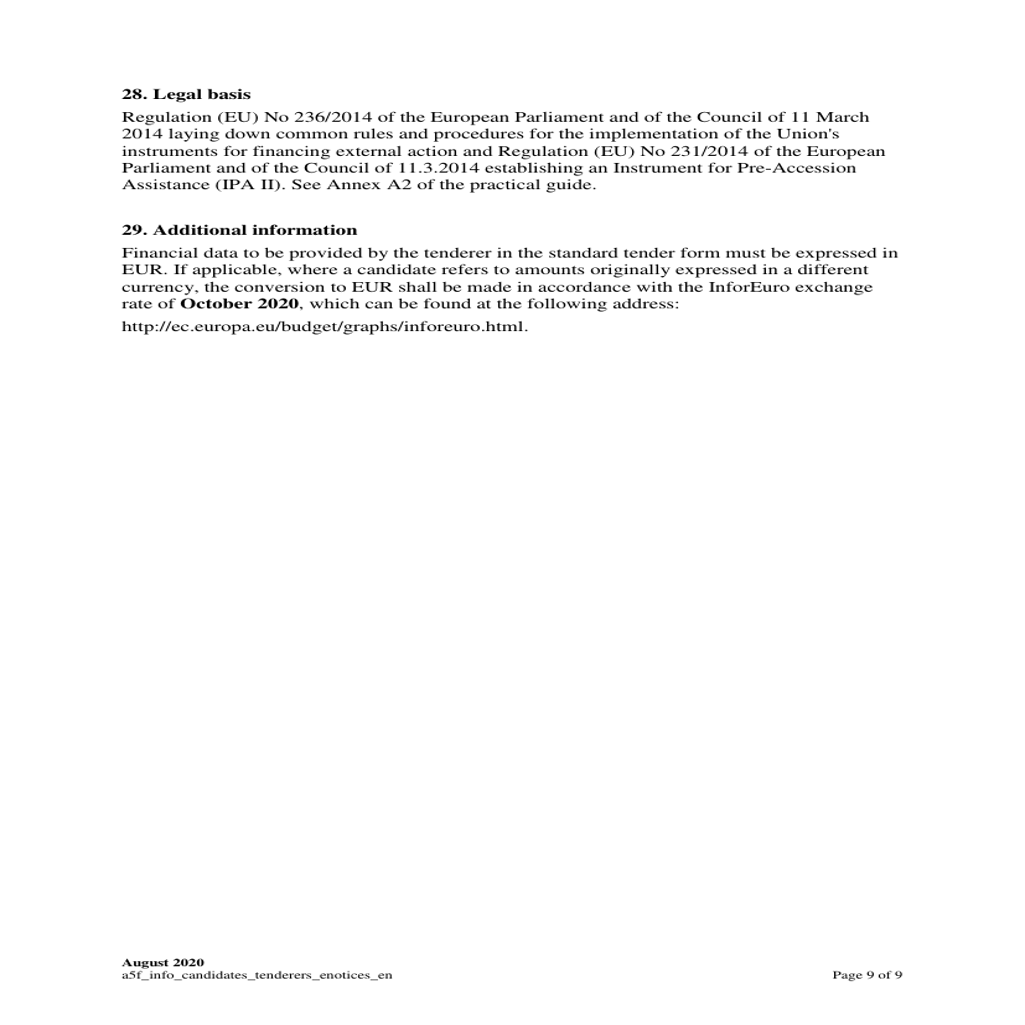 28. Legal basis
Regulation (EU) No 236/2014 of the European Parliament and of the Council of 11 March
2014 laying down common rules and procedures for the implementation of the Union's
instruments for financing external action and Regulation (EU) No 231/2014 of the European
Parliament and of the Council of 11.3.2014 establishing an Instrument for Pre-Accession
Assistance (IPA II). See Annex A2 of the practical guide.
29. Additional information
Financial data to be provided by the tenderer in the standard tender form must be expressed in
EUR. If applicable, where a candidate refers to amounts originally expressed in a different
currency, the conversion to EUR shall be made in accordance with the InforEuro exchange
rate of October 2020, which can be found at the following address:
http://ec.europa.eu/budget/graphs/inforeuro.html.
August 2020
a5f_info_candidates_tenderers_enotices_en
Page 9 of 9